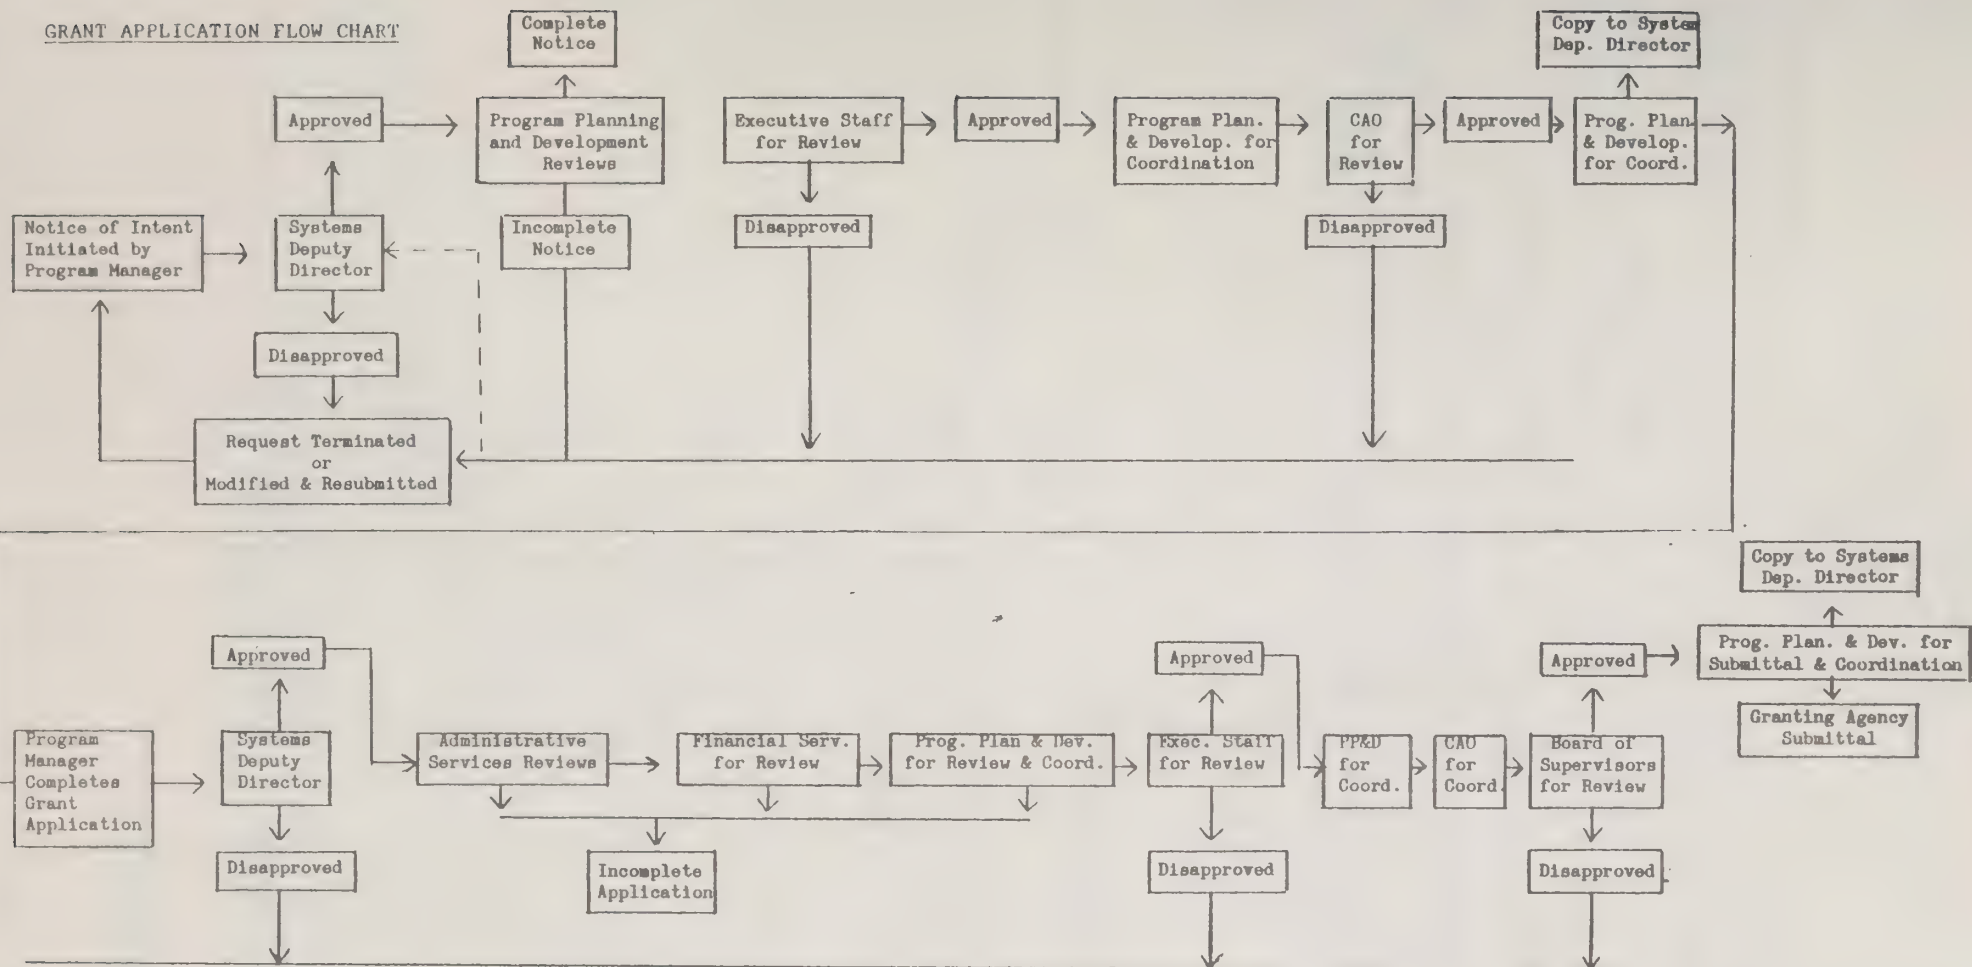 GRANT APPLICATION FLOW CHART
Complete
Notice
Copy to System
Dep. Director
Approved
Program Planning
and Development
Reviews
Executive Staff
for Review
Approved
Program Plan.
& Develop. for
Coordination
CAO
for
Review
Approved
Prog. Plan.
& Develop.
for Coord.
Notice of Intent
Initiated by
Program Manager
Systems
Deputy
Director
Incomplete
Notice
Disapproved
Disapproved
Disapproved
Request Terminated
or
Modified & Resubmitted
Copy to Systems
Dep. Director
Approved
Approved
Approved
Prog. Plan. & Dev. for
Submittal & Coordination
Granting Agency
Submittal
Program
Manager
Completes
Grant
Application
Systems
Deputy
Director
Administrative
Services Reviews
Financial Serv.
for Review
Prog. Plan & Dev.
for Review & Coord.
Exec. Staff
for Review
PP&D
for
Coord.
CAO
for
Coord.
Board of
Supervisors
for Review
Disapproved
Incomplete
Application
Disapproved
Disapproved